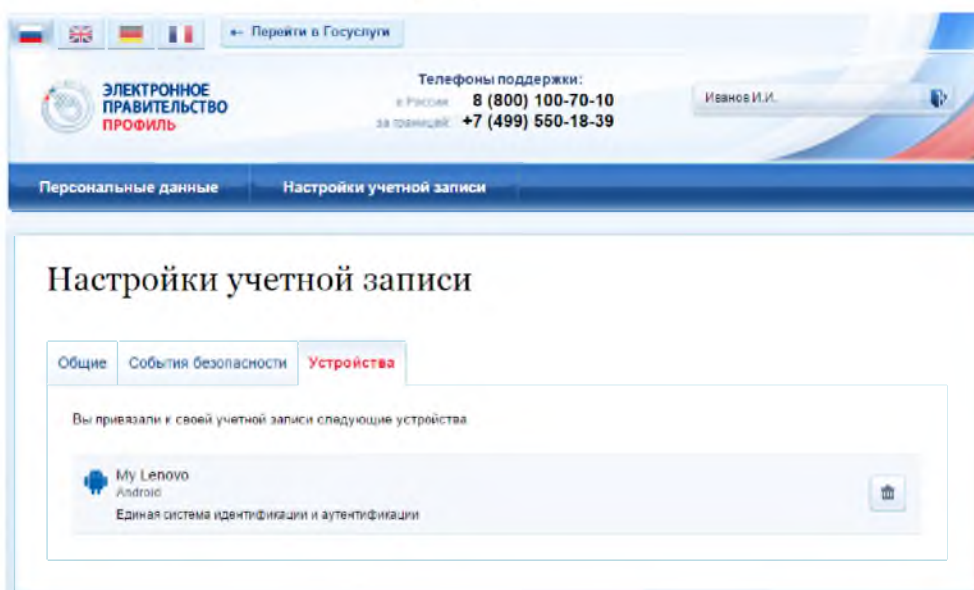 ← Перейти в Госуслуги
ЭЛЕКТРОННОЕ
ПРАВИТЕЛЬСТВО
ПРОФИЛЬ
Телефоны поддержки:
в России: 8 (800) 100-70-10
за границей: +7 (499) 550-18-39
Иванов И.И.
Персональные данные Настройки учетной записи
Настройки учетной записи
Общие События безопасности Устройства
Вы привязали к своей учетной записи следующие устройства
My Lenovo
Android
Единая система идентификации и аутентификации